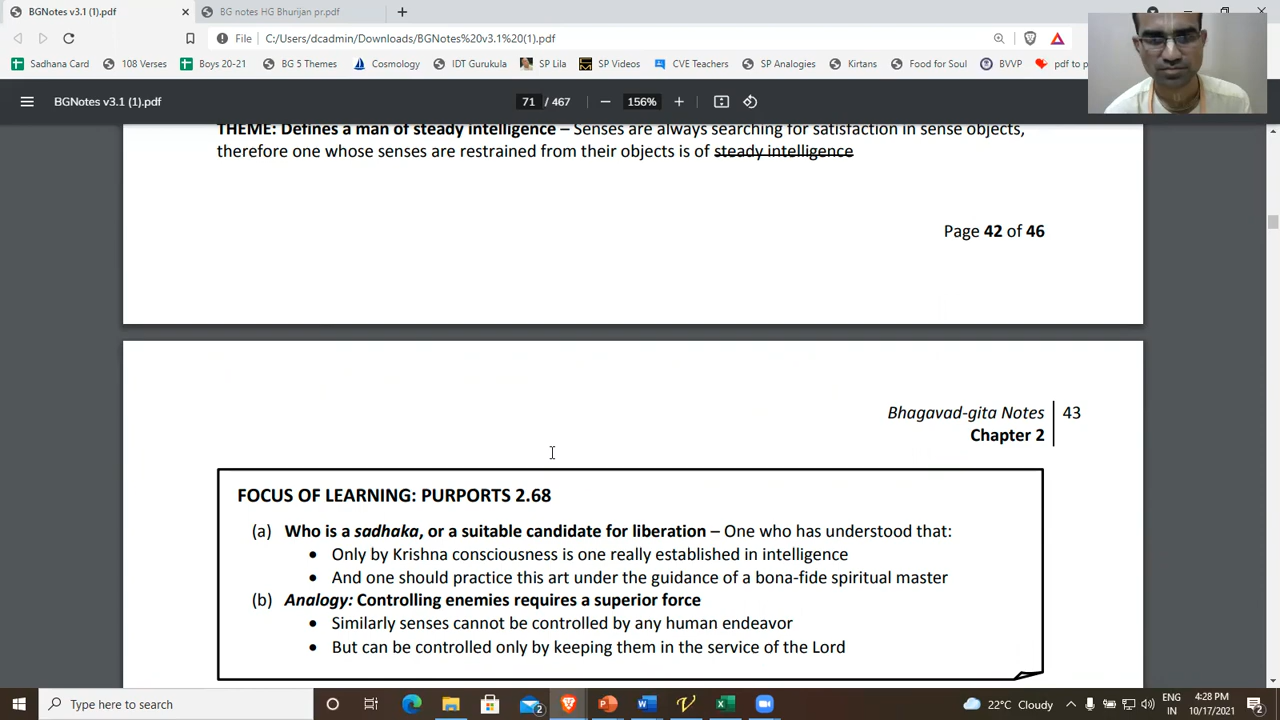 BGNotes v3.1 (1).pdf
BG notes HG Bhurijan pr.pdf
File C:/Users/dcadmin/Downloads/BGNotes%20v3.1%20(1).pdf
Sadhana Card 108 Verses Boys 20-21 BG 5 Themes Cosmology IDT Gurukula SP Lila SP Videos CVE Teachers SP Analogies Kirtans Food for Soul BVVP pdf to p
BGNotes v3.1 (1).pdf 71 / 467 156%
THEME: Defines a man of steady intelligence – Senses are always searching for satisfaction in sense objects,
therefore one whose senses are restrained from their objects is of steady intelligence
Page 42 of 46
Bhagavad-gita Notes 43
Chapter 2
FOCUS OF LEARNING: PURPORTS 2.68
(a) Who is a sadhaka, or a suitable candidate for liberation – One who has understood that:
• Only by Krishna consciousness is one really established in intelligence
• And one should practice this art under the guidance of a bona-fide spiritual master
(b) Analogy: Controlling enemies requires a superior force
• Similarly senses cannot be controlled by any human endeavor
• But can be controlled only by keeping them in the service of the Lord
Type here to search
2
22°C Cloudy
ENG
IN
4:28 PM
10/17/2021
2